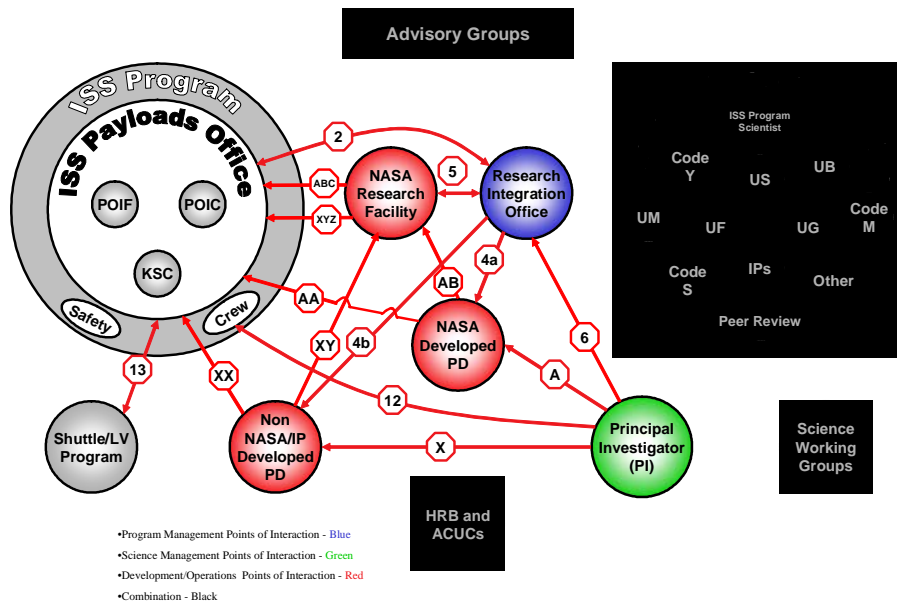 Advisory Groups
ISS Program
ISS Payloads Office
POIF
POIC
KSC
Safety
Crew
2
ABC
XYZ
5
NASA
Research
Facility
Research
Integration
Office
4a
AB
AA
NASA
Developed
PD
XY
4b
6
A
13
XX
12
X
Shuttle/LV
Program
Non
NASA/IP
Developed
PD
Principal
Investigator
(PI)
ISS Program
Scientist
Code
Y
US
UB
UM
UF
UG
Code
M
Code
S
IPs
Other
Peer Review
Science
Working
Groups
HRB and
ACUCs
•Program Management Points of Interaction - Blue
•Science Management Points of Interaction - Green
•Development/Operations  Points of Interaction - Red
•Combination - Black